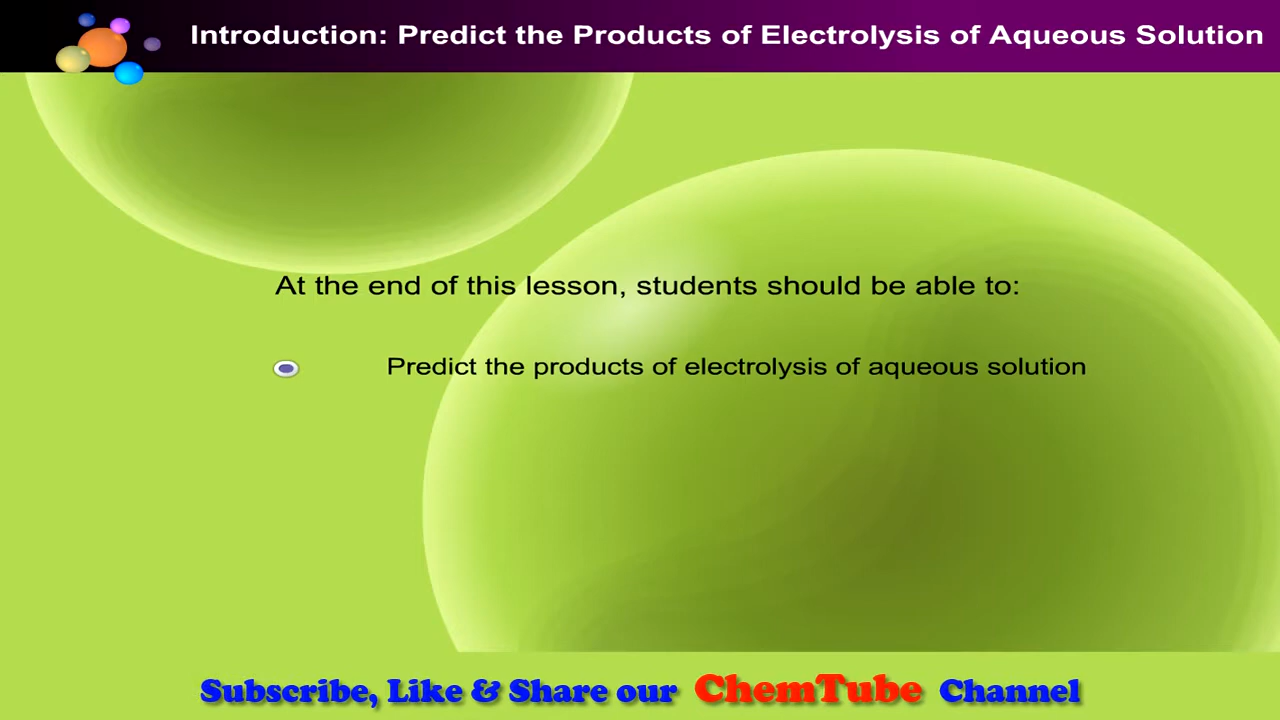 Introduction: Predict the Products of Electrolysis of Aqueous Solution
At the end of this lesson, students should be able to:
Predict the products of electrolysis of aqueous solution
Subscribe, Like & Share our ChemTube Channel